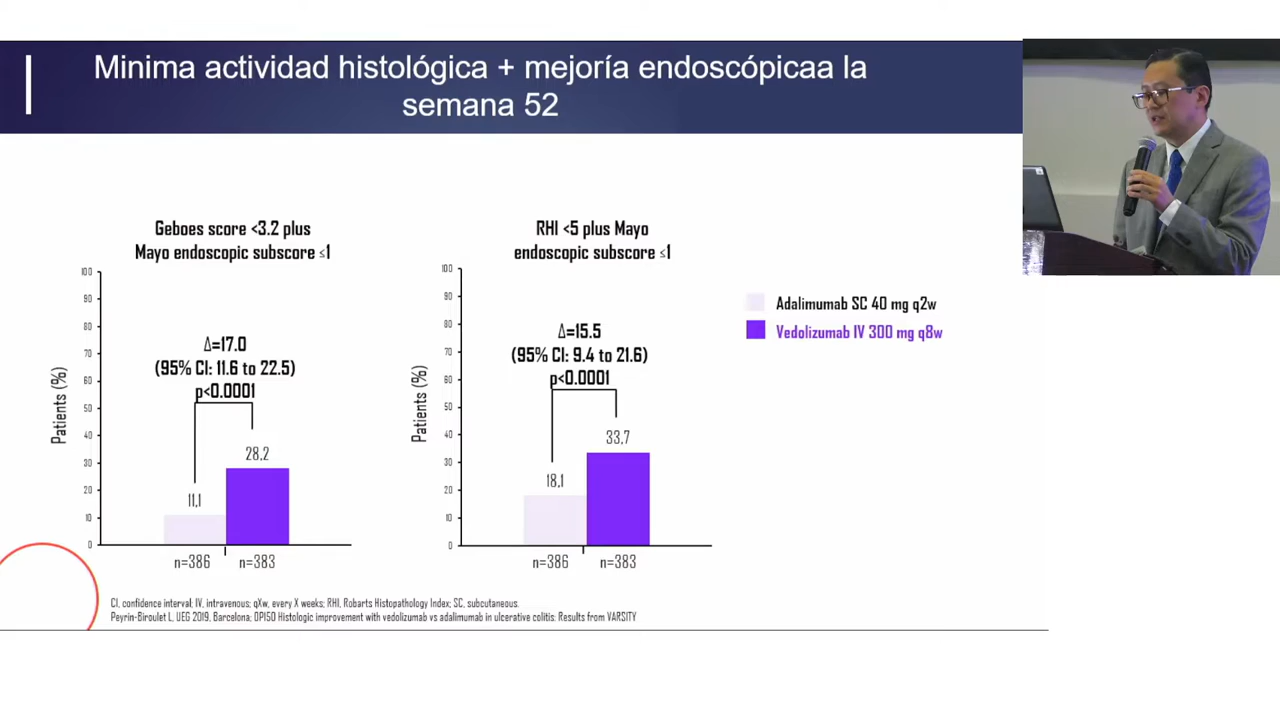 Minima actividad histológica + mejoría endoscópicaa la
semana 52
Geboes score <3.2 plus
Mayo endoscopic subscore ≤1
100
90
80
70
60
50
40
30
20
10
0
Patients (%)
Δ=17.0
(95% CI: 11.6 to 22.5)
p<0.0001
11,1
28,2
n=386
n=383
RHI <5 plus Mayo
endoscopic subscore ≤1
100
90
80
70
60
50
40
30
20
10
0
Patients (%)
Δ=15.5
(95% CI: 9.4 to 21.6)
p<0.0001
18,1
33,7
n=386
n=383
Adalimumab SC 40 mg q2w
Vedolizumab IV 300 mg q8w
CI, confidence interval; IV, intravenous; qXw, every X weeks; RHI, Robarts Histopathology Index; SC, subcutaneous.
Peyrin-Biroulet L, UEG 2019, Barcelona; OP150 Histologic improvement with vedolizumab vs adalimumab in ulcerative colitis: Results from VARSITY